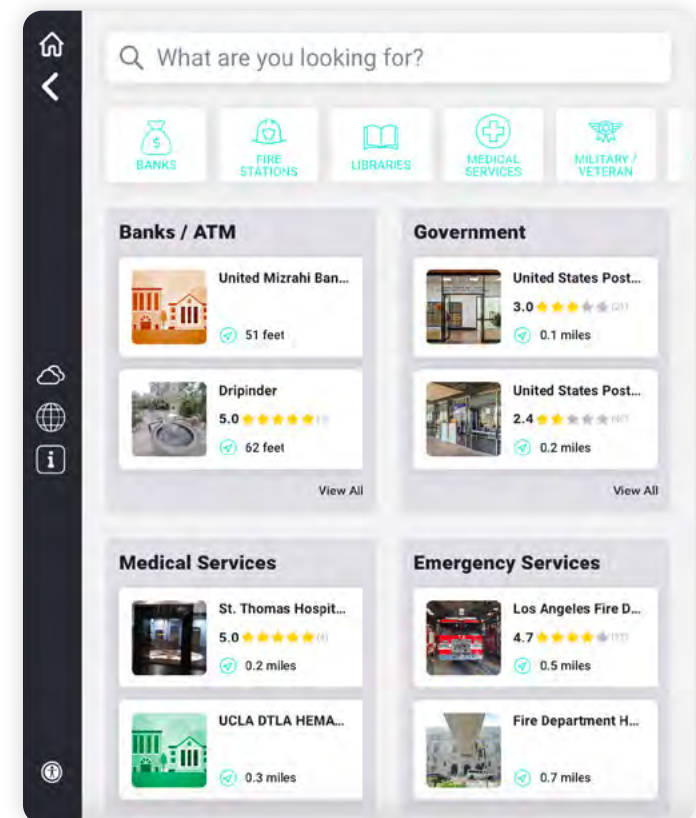 What are you looking for?
$
BANKS
FIRE
STATIONS
LIBRARIES
MEDICAL
SERVICES
MILITARY /
VETERAN
Banks / ATM
United Mizrahi Ban...
51 feet
Dripinder
5.0
62 feet
View All
Government
United States Post...
3.0 (21)
0.1 miles
United States Post...
2.4
0.2 miles
View All
Medical Services
St. Thomas Hospit...
5.0 (4)
0.2 miles
UCLA DTLA HEMA...
0.3 miles
Emergency Services
Los Angeles Fire D...
4.7
0.5 miles
Fire Department H...
0.7 miles
i